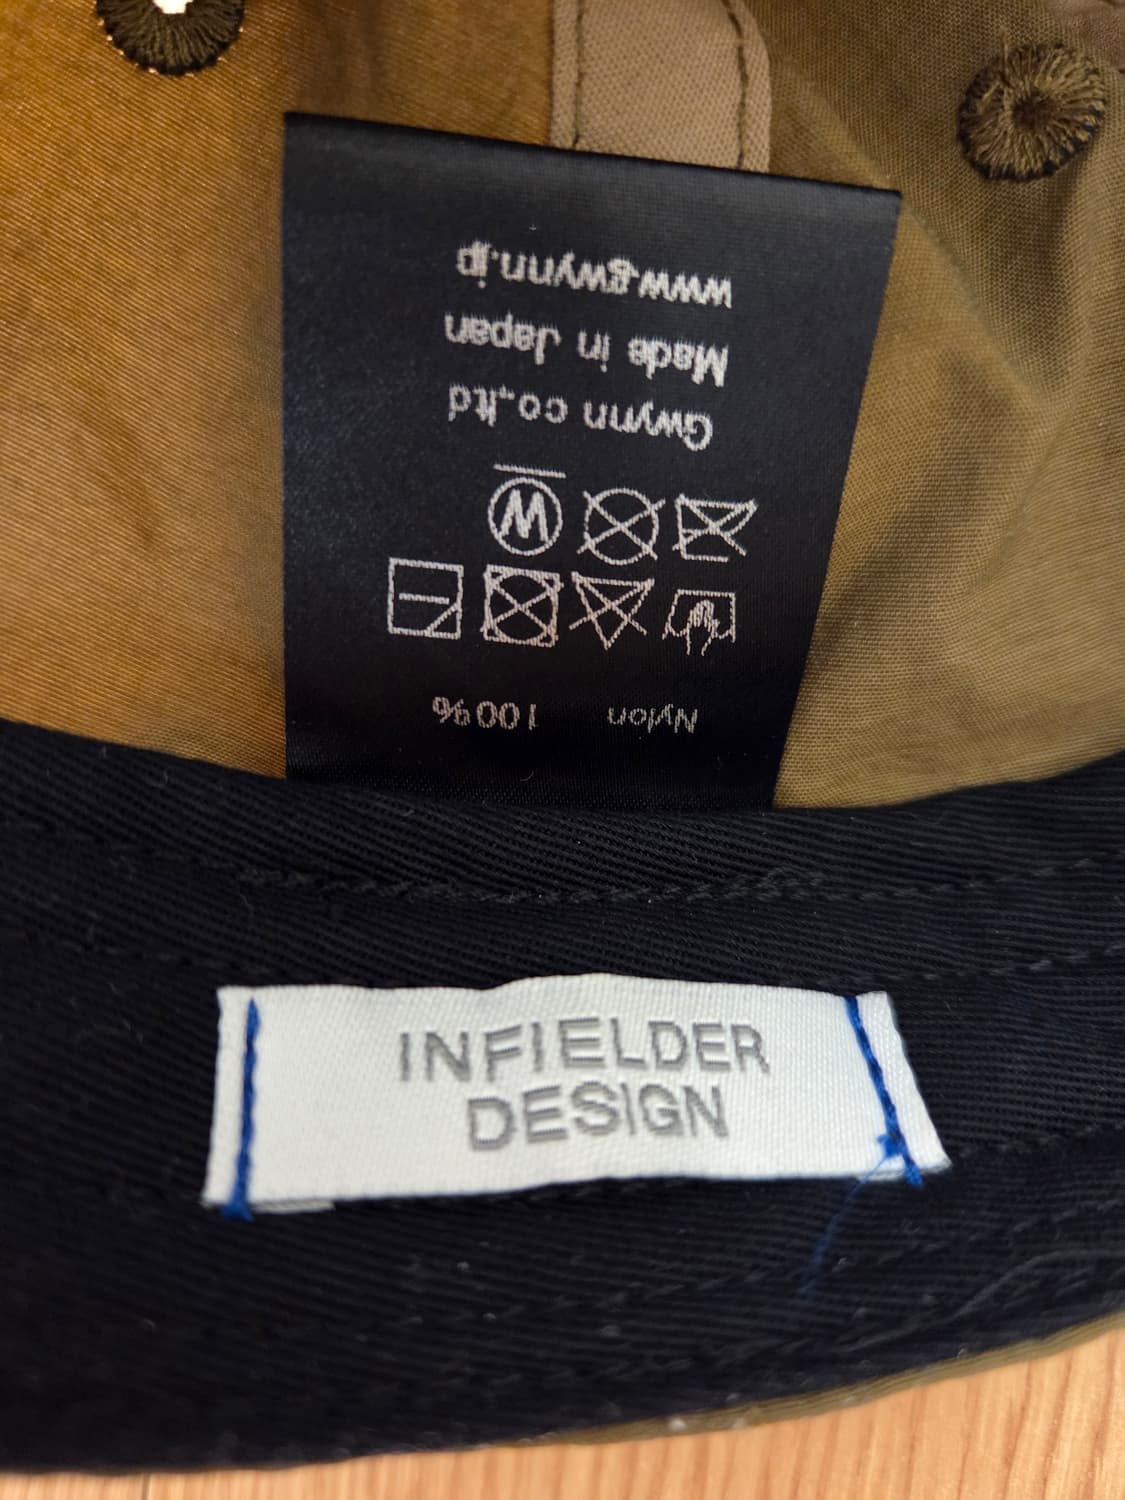 Nylon 100%
W
Gwynn co.,ltd
Made in Japan
www.gwynn.jp
INFIELDER
DESIGN